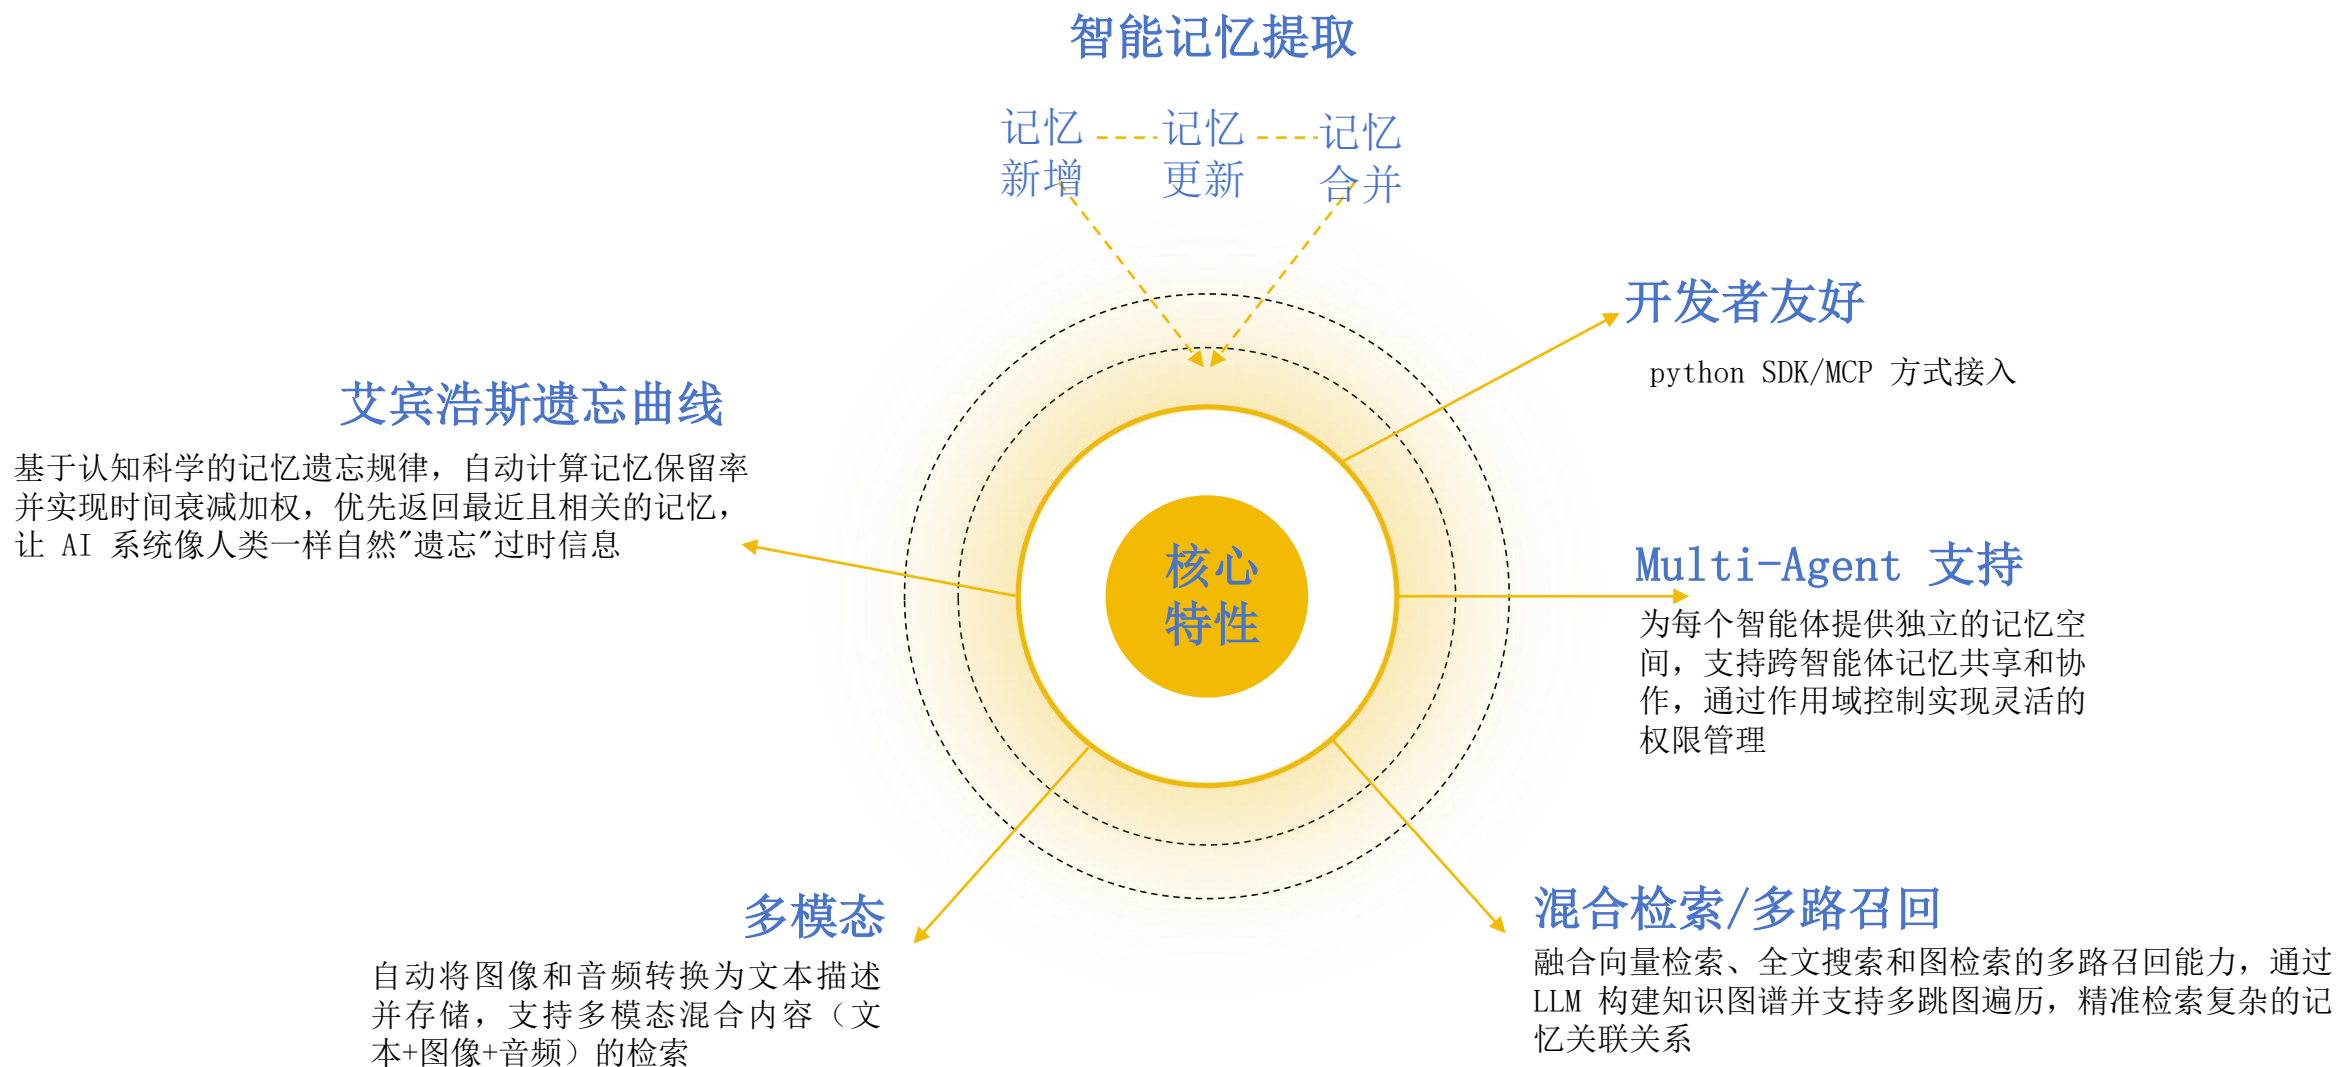 智能记忆提取
记忆
新增
记忆
更新
记忆
合并
开发者友好
python SDK/MCP 方式接入
艾宾浩斯遗忘曲线
基于认知科学的记忆遗忘规律，自动计算记忆保留率
并实现时间衰减加权，优先返回最近且相关的记忆，
让 AI 系统像人类一样自然"遗忘"过时信息
核心
特性
Multi-Agent 支持
为每个智能体提供独立的记忆空
间，支持跨智能体记忆共享和协
作，通过作用域控制实现灵活的
权限管理
多模态
自动将图像和音频转换为文本描述
并存储，支持多模态混合内容（文
本+图像+音频）的检索
混合检索/多路召回
融合向量检索、全文搜索和图检索的多路召回能力，通过
LLM 构建知识图谱并支持多跳图遍历，精准检索复杂的记
忆关联关系